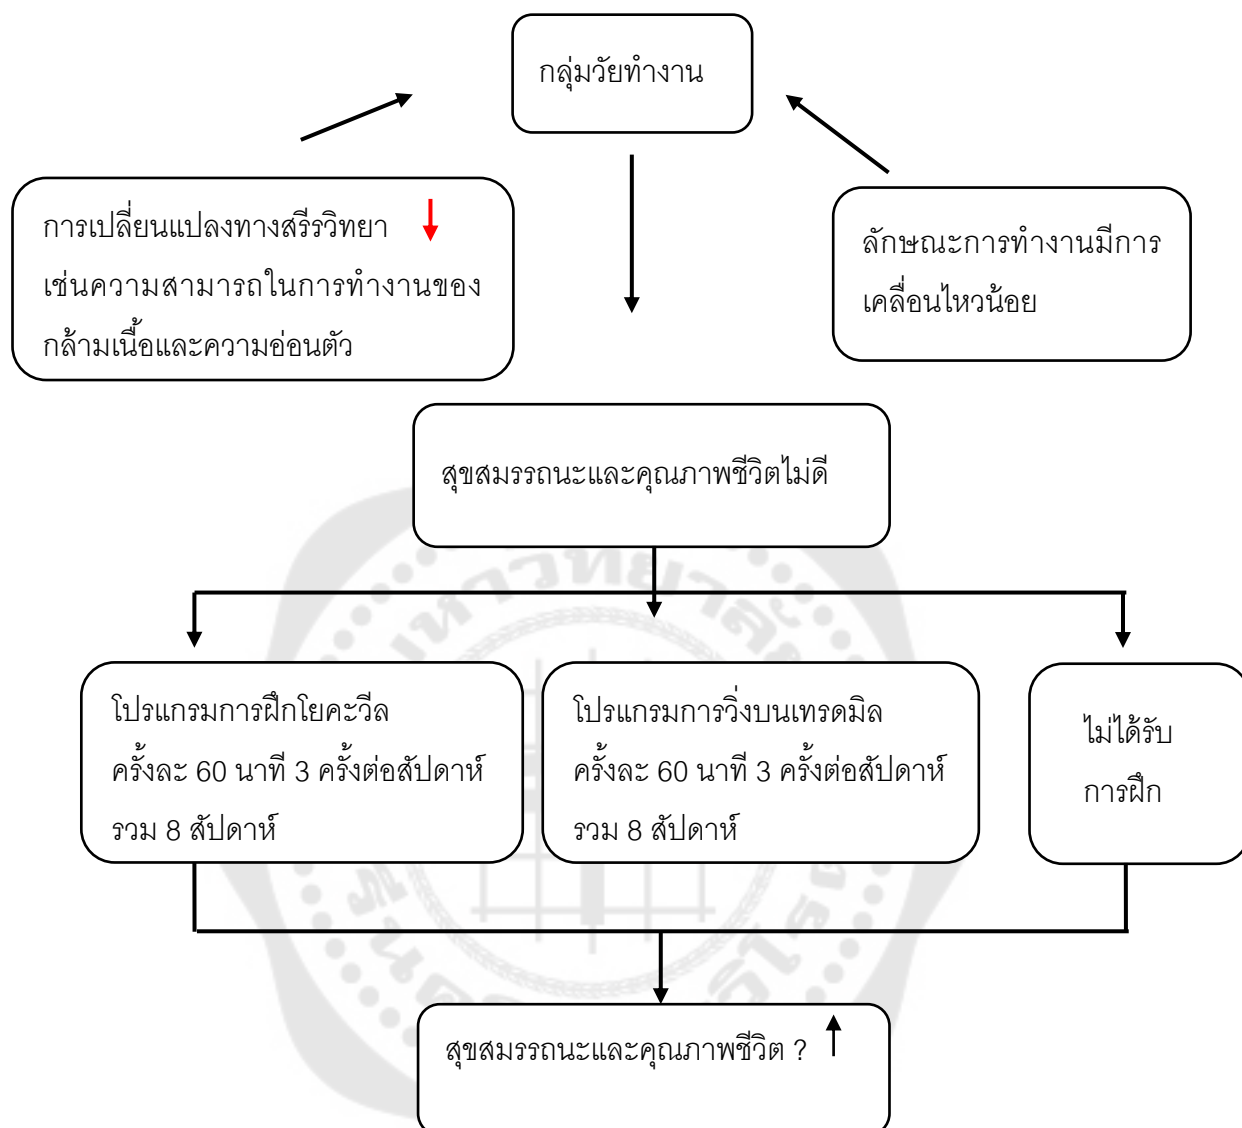 กลุ่มวัยทำงาน
การเปลี่ยนแปลงทางสรีรวิทยา
เช่นความสามารถในการทำงานของ
กล้ามเนื้อและความอ่อนตัว
ลักษณะการทำงานมีการ
เคลื่อนไหวน้อย
สุขสมรรถนะและคุณภาพชีวิตไม่ดี
โปรแกรมการฝึกโยคะวีล
ครั้งละ 60 นาที 3 ครั้งต่อสัปดาห์
รวม 8 สัปดาห์
โปรแกรมการวิ่งบนเทรดมิล
ครั้งละ 60 นาที 3 ครั้งต่อสัปดาห์
รวม 8 สัปดาห์
ไม่ได้รับ
การฝึก
สุขสมรรถนะและคุณภาพชีวิต ?